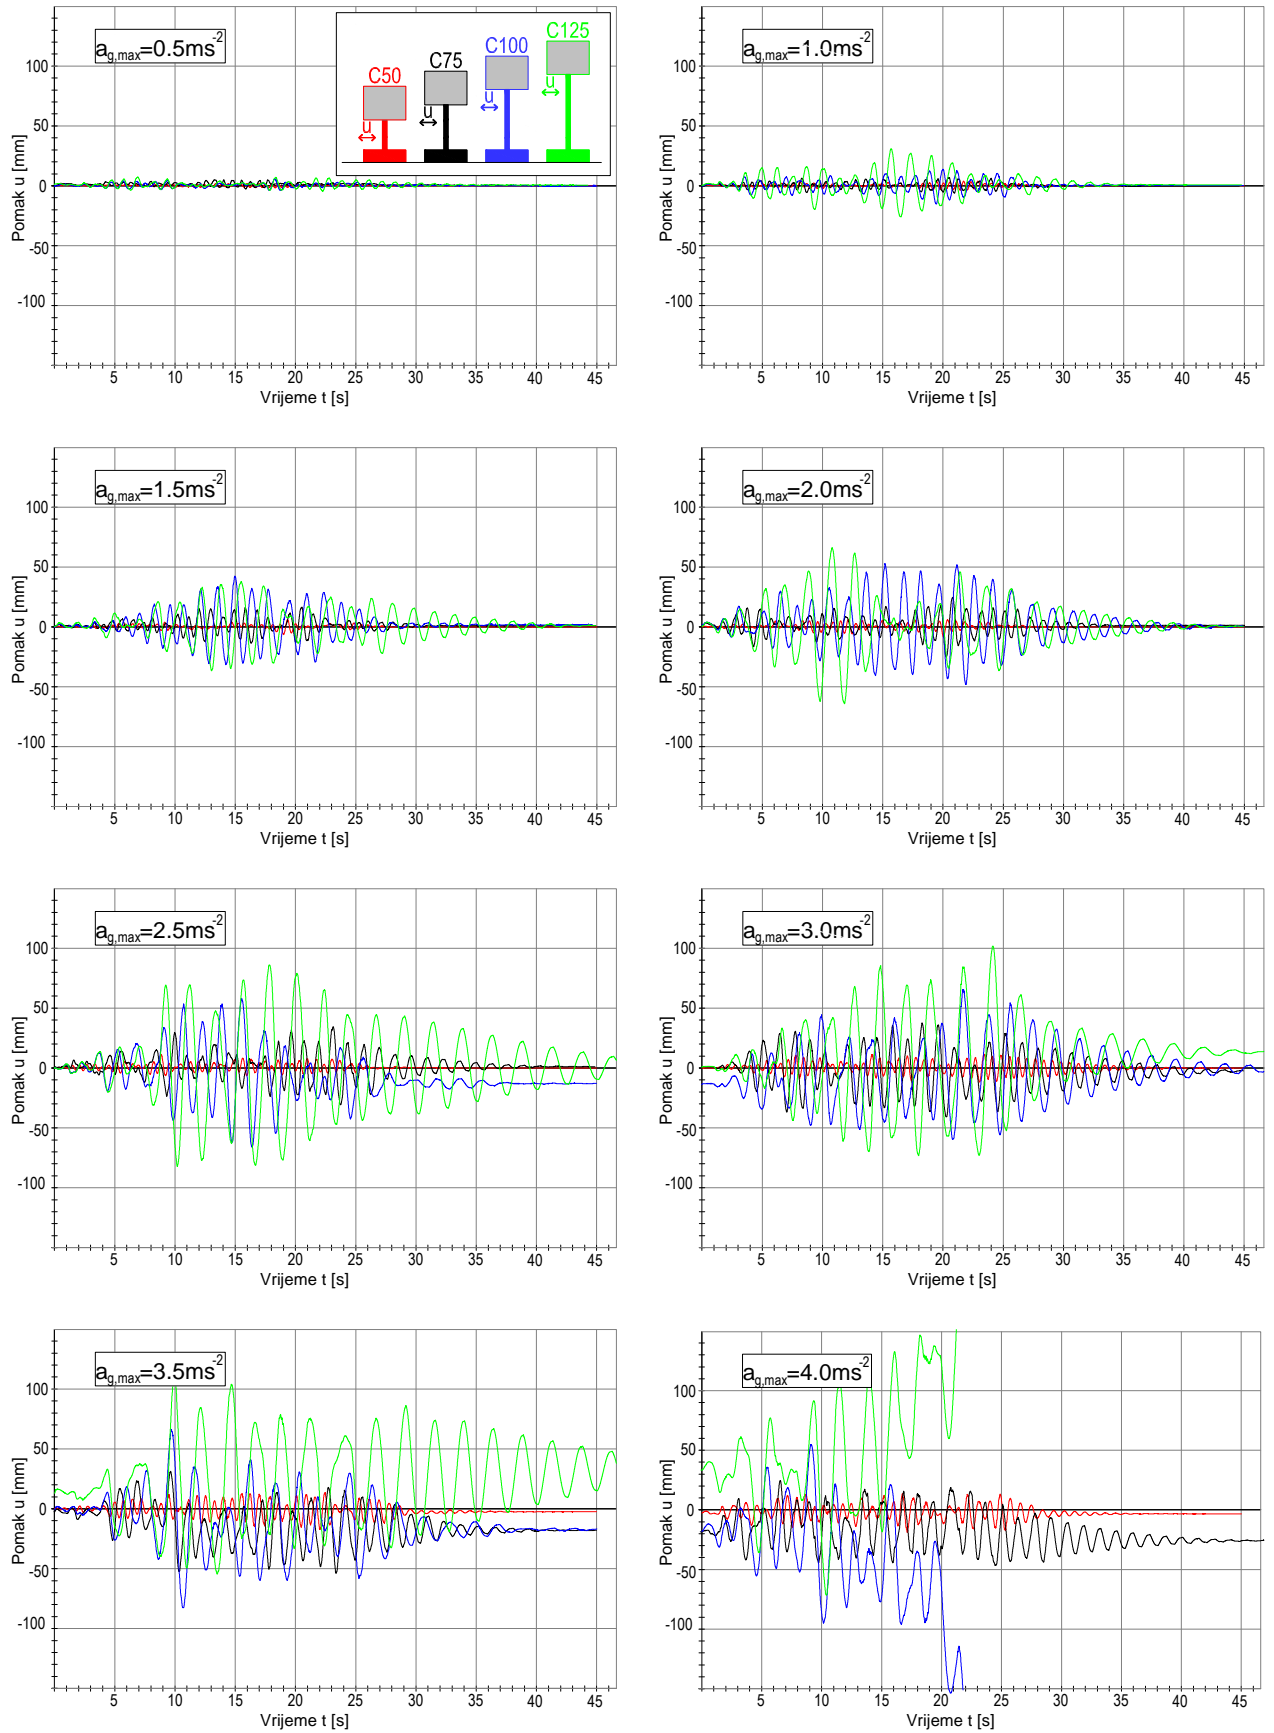 a_g,max=0.5ms^-2
C50
C75
C100
C125
u
u
u
u
Pomak u [mm]
100
50
0
-50
-100
5 10 15 20 25 30 35 40 45
Vrijeme t [s]
a_g,max=1.0ms^-2
Pomak u [mm]
100
50
0
-50
-100
5 10 15 20 25 30 35 40 45
Vrijeme t [s]
a_g,max=1.5ms^-2
Pomak u [mm]
100
50
0
-50
-100
5 10 15 20 25 30 35 40 45
Vrijeme t [s]
a_g,max=2.0ms^-2
Pomak u [mm]
100
50
0
-50
-100
5 10 15 20 25 30 35 40 45
Vrijeme t [s]
a_g,max=2.5ms^-2
Pomak u [mm]
100
50
0
-50
-100
5 10 15 20 25 30 35 40 45
Vrijeme t [s]
a_g,max=3.0ms^-2
Pomak u [mm]
100
50
0
-50
-100
5 10 15 20 25 30 35 40 45
Vrijeme t [s]
a_g,max=3.5ms^-2
Pomak u [mm]
100
50
0
-50
-100
5 10 15 20 25 30 35 40 45
Vrijeme t [s]
a_g,max=4.0ms^-2
Pomak u [mm]
100
50
0
-50
-100
5 10 15 20 25 30 35 40 45
Vrijeme t [s]